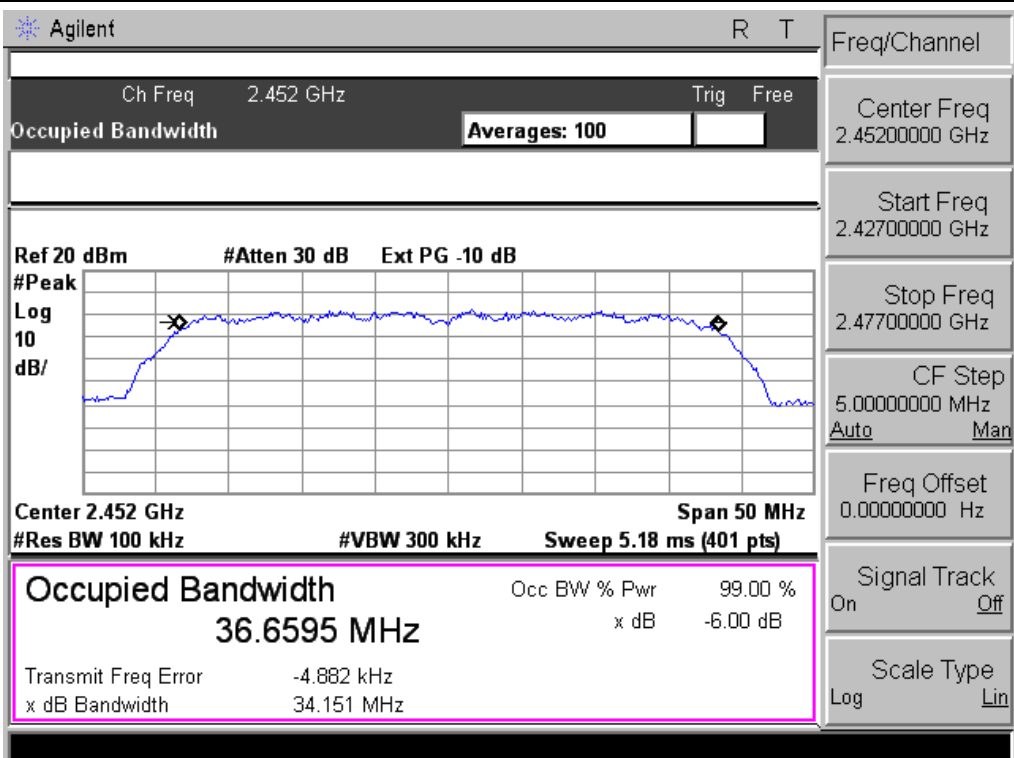 Agilent R T
Ch Freq 2.452 GHz Trig Free
Occupied Bandwidth Averages: 100
Ref 20 dBm #Atten 30 dB Ext PG -10 dB
#Peak
Log
10
dB/
Center 2.452 GHz Span 50 MHz
#Res BW 100 kHz #VBW 300 kHz Sweep 5.18 ms (401 pts)
Occupied Bandwidth Occ BW % Pwr 99.00 %
36.6595 MHz x dB -6.00 dB
Transmit Freq Error -4.882 kHz
x dB Bandwidth 34.151 MHz
Freq/Channel
Center Freq
2.45200000 GHz
Start Freq
2.42700000 GHz
Stop Freq
2.47700000 GHz
CF Step
5.00000000 MHz
Auto Man
Freq Offset
0.00000000 Hz
Signal Track
On Off
Scale Type
Log Lin